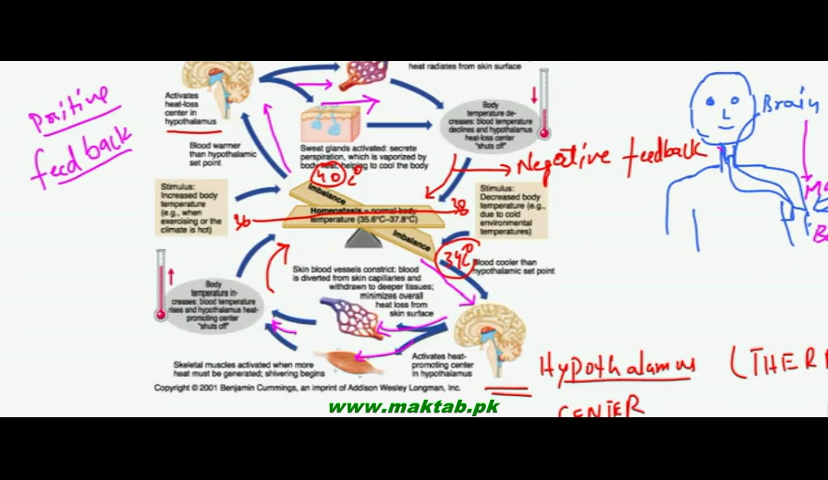 heat radiates from skin surface
Activates
heat-loss
center in
hypothalamus
Positive
feedback
Body
temperature de-
creases: blood temperature
declines and hypothalamus
heat-loss center
"shuts off"
Brain
Blood warmer
than hypothalamic
set point
Sweat glands activated: secrete
perspiration, which is vaporized by
body heat, helping to cool the body
Negative feedback
40 c°
Stimulus:
Increased body
temperature
(e.g., when
exercising or the
climate is hot)
Imbalance
Stimulus:
Decreased body
temperature (e.g.,
due to cold
environmental
temperatures)
36
38
Homeostasis = normal body
temperature (35.6°C–37.8°C)
Imbalance
34c°
Blood cooler than
hypothalamic set point
Skin blood vessels constrict: blood
is diverted from skin capillaries and
withdrawn to deeper tissues;
minimizes overall
heat loss from
skin surface
Body
temperature in-
creases: blood temperature
rises and hypothalamus heat-
promoting center
"shuts off"
Activates heat-
promoting center
in hypothalamus
Skeletal muscles activated when more
heat must be generated; shivering begins
Hypothalamus (THER
CENTER
Copyright © 2001 Benjamin Cummings, an imprint of Addison Wesley Longman, Inc.
www.maktab.pk